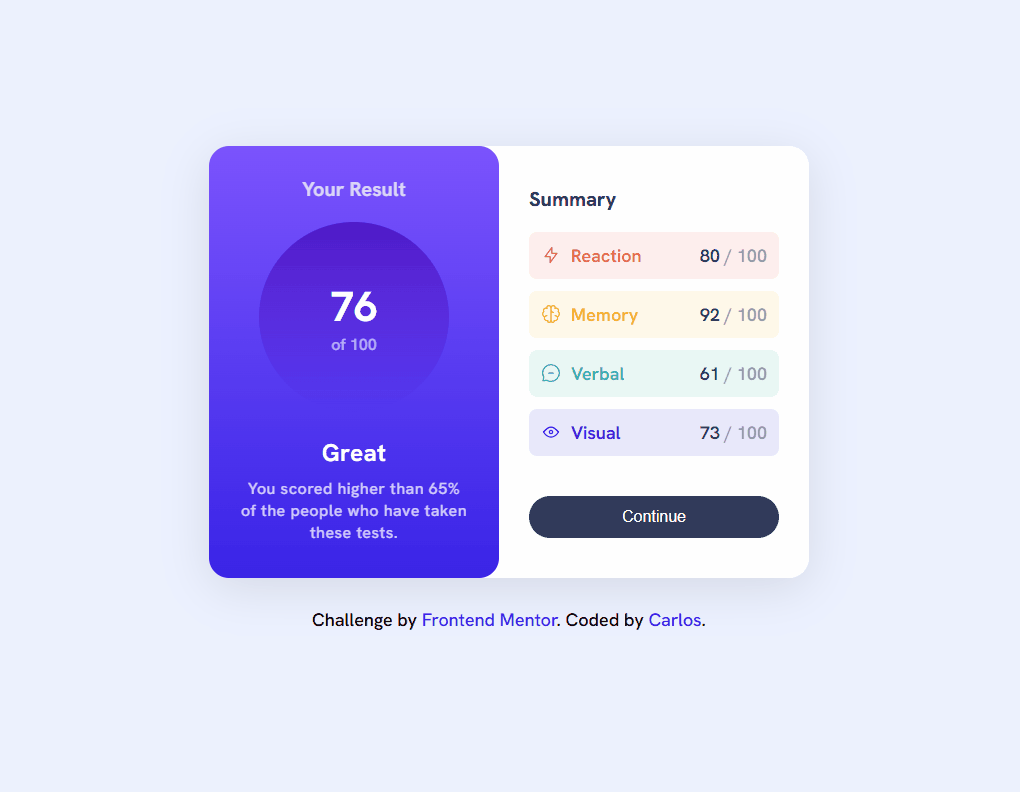 Your Result
76
of 100
Great
You scored higher than 65%
of the people who have taken
these tests.
Summary
Reaction 80 / 100
Memory 92 / 100
Verbal 61 / 100
Visual 73 / 100
Continue
Challenge by Frontend Mentor. Coded by Carlos.